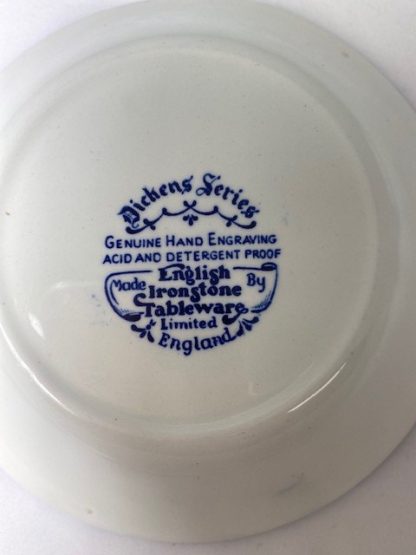 Dickens Series
GENUINE HAND ENGRAVING
ACID AND DETERGENT PROOF
Made English By
Ironstone
Tableware
Limited
England